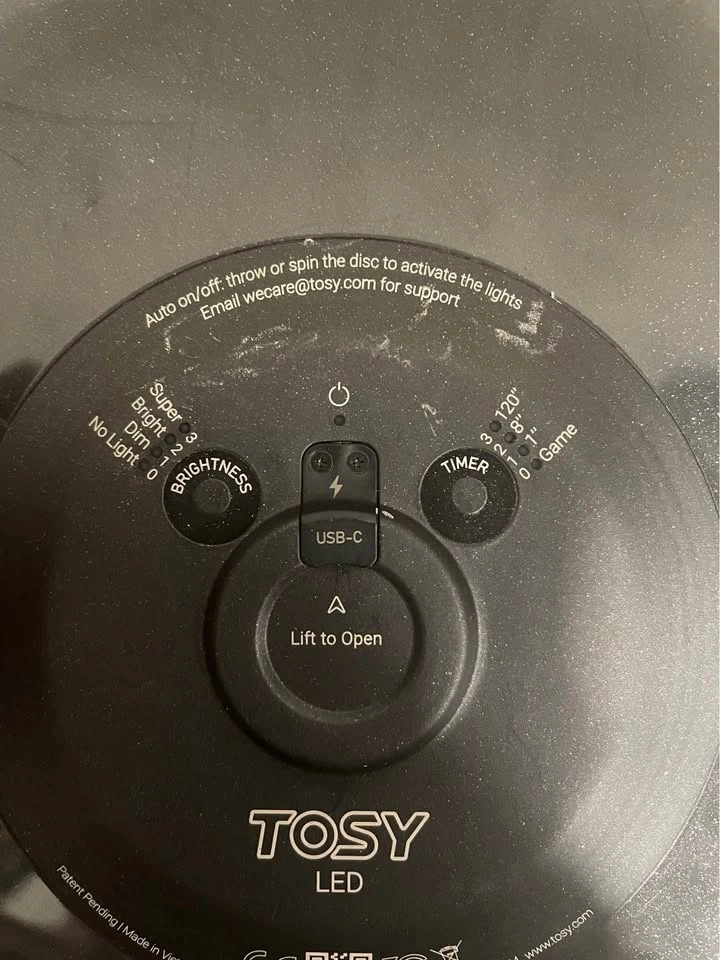 Auto on/off: throw or spin the disc to activate the lights
Email wecare@tosy.com for support
Super 3
Bright 2
Dim 1
No Light 0
BRIGHTNESS
3 120"
2 8"
1 1"
0 Game
TIMER
USB-C
Lift to Open
TOSY
LED
Patent Pending | Made in
www.tosy.com